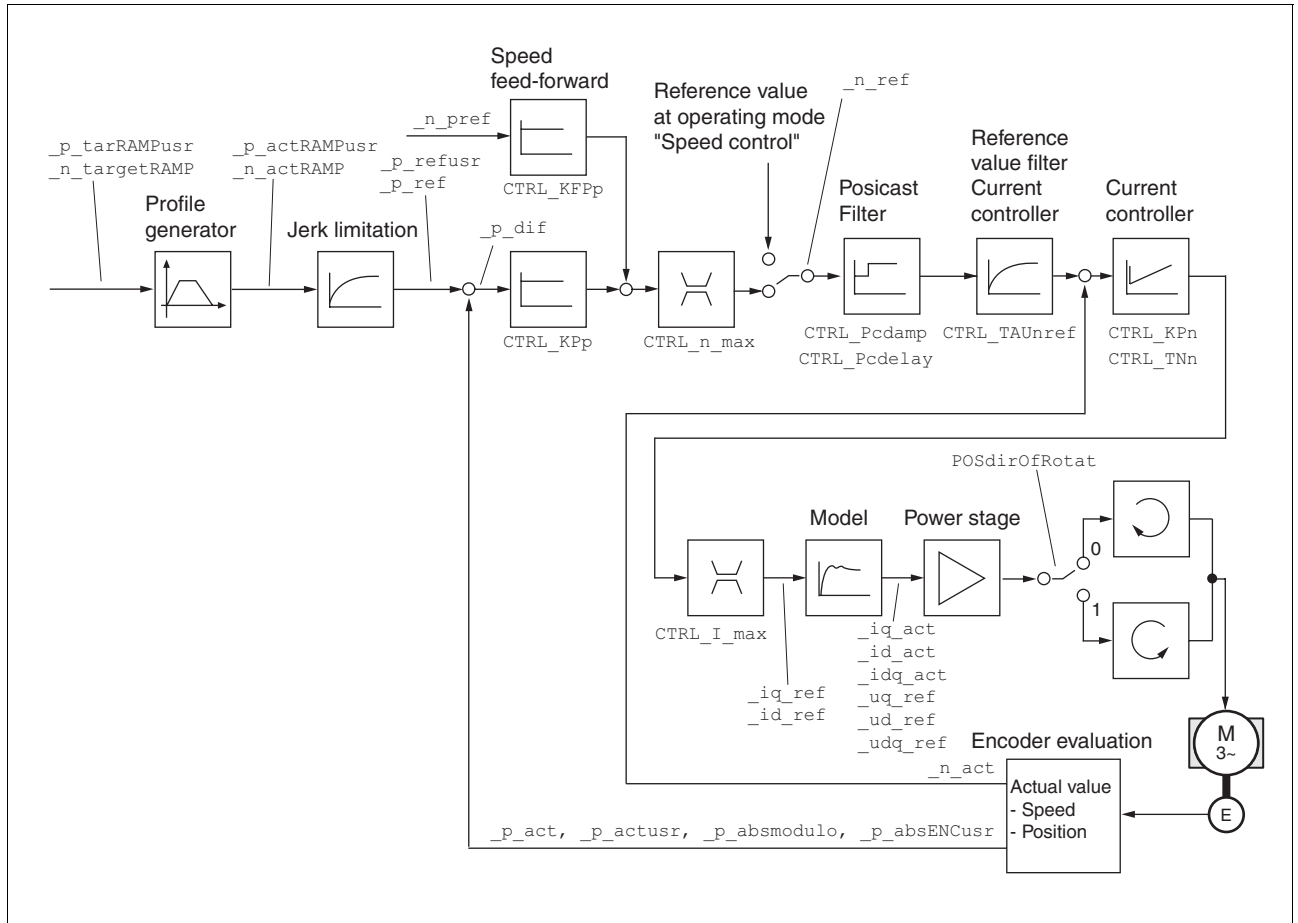 Speed
feed-forward
_n_pref
CTRL_KFPp
Reference value
at operating mode
"Speed control"
_n_ref
_p_tarRAMPusr
_n_targetRAMP
_p_actRAMPusr
_n_actRAMP
_p_refusr
_p_ref
Profile
generator
Jerk limitation
_p_dif
CTRL_KPp
CTRL_n_max
Posicast
Filter
CTRL_Pcdamp
CTRL_Pcdelay
Reference
value filter
Current
controller
CTRL_TAUnref
Current
controller
CTRL_KPn
CTRL_TNn
POSdirOfRotat
CTRL_I_max
_iq_ref
_id_ref
Model
_iq_act
_id_act
_idq_act
_uq_ref
_ud_ref
_udq_ref
Power stage
0
1
M
3~
E
Encoder evaluation
Actual value
- Speed
- Position
_n_act
_p_act, _p_actusr, _p_absmodulo, _p_absENCusr